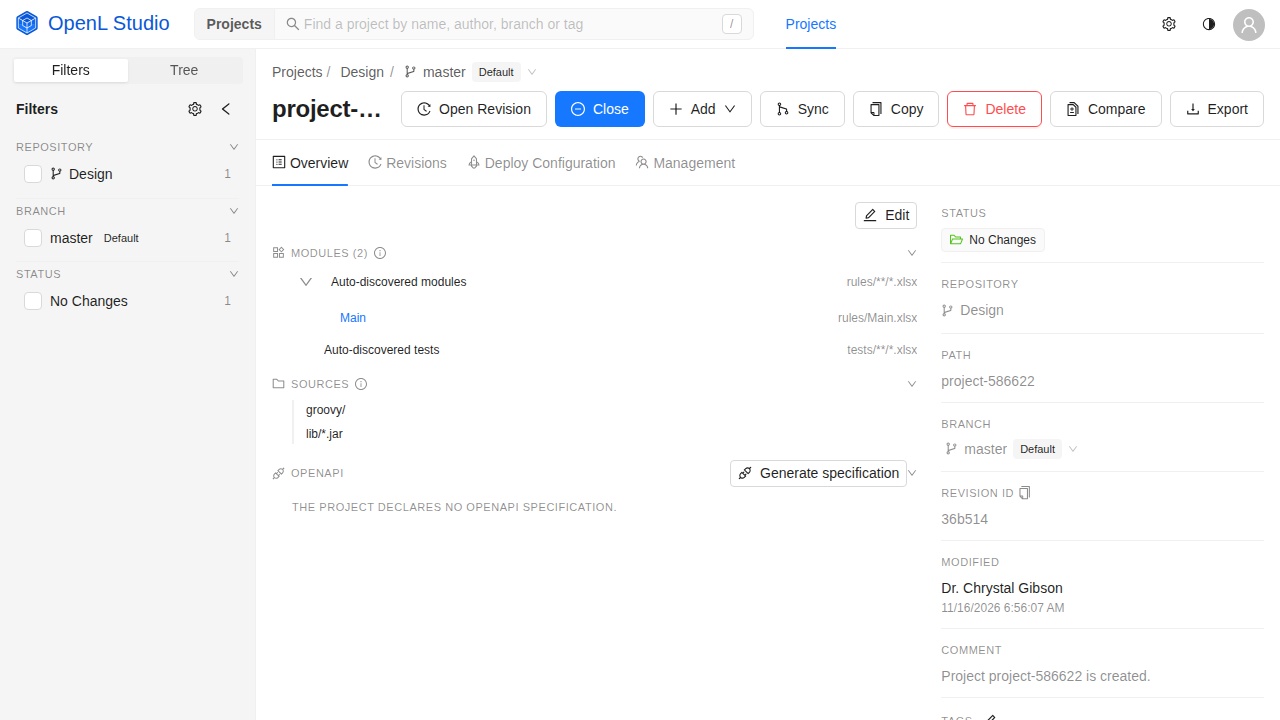 OpenL Studio
Projects
Find a project by name, author, branch or tag
/
Projects
Filters
Tree
Filters
REPOSITORY
Design
1
BRANCH
master Default
1
STATUS
No Changes
1
Projects / Design / master Default
project-...
Open Revision
Close
Add
Sync
Copy
Delete
Compare
Export
Overview
Revisions
Deploy Configuration
Management
Edit
MODULES (2)
Auto-discovered modules
rules/**/*.xlsx
Main
rules/Main.xlsx
Auto-discovered tests
tests/**/*.xlsx
SOURCES
groovy/
lib/*.jar
OPENAPI
Generate specification
THE PROJECT DECLARES NO OPENAPI SPECIFICATION.
STATUS
No Changes
REPOSITORY
Design
PATH
project-586622
BRANCH
master Default
REVISION ID
36b514
MODIFIED
Dr. Chrystal Gibson
11/16/2026 6:56:07 AM
COMMENT
Project project-586622 is created.
TAGS